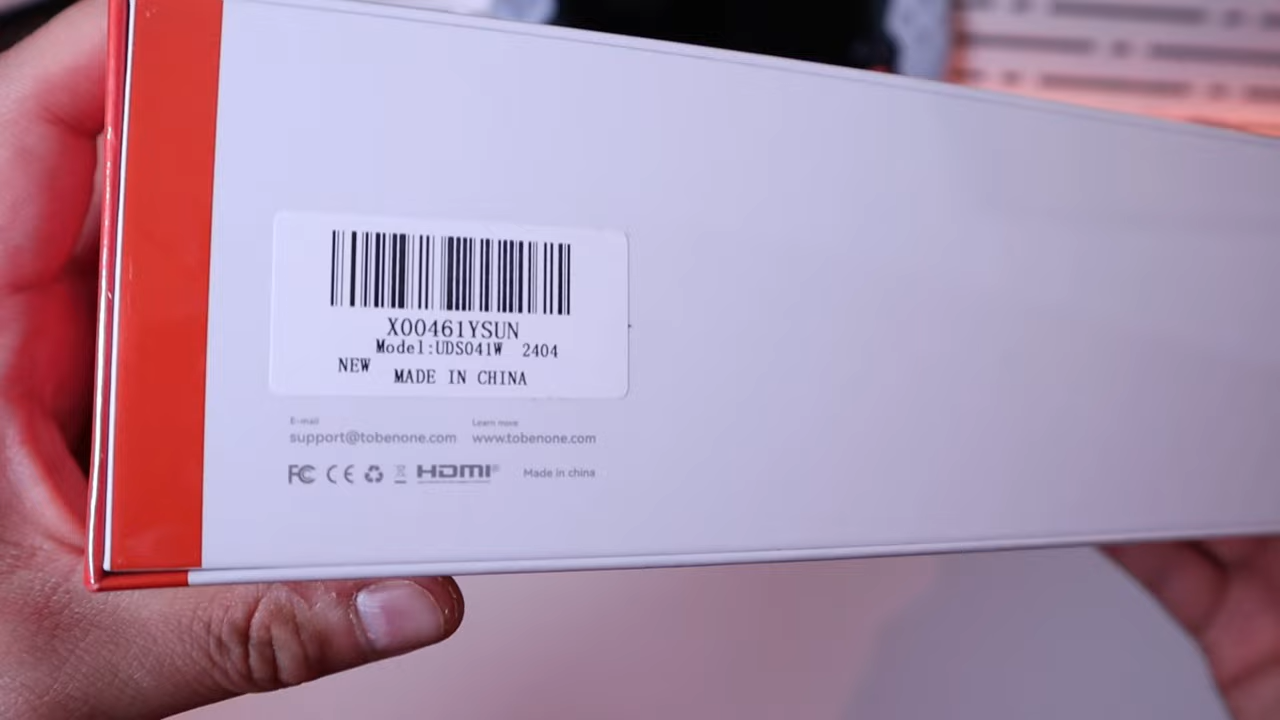 X00461YSUN
Model:UDS041W 2404
NEW MADE IN CHINA
E-mail Learn more
support@tobenone.com www.tobenone.com
FC CE HDMI® Made in china